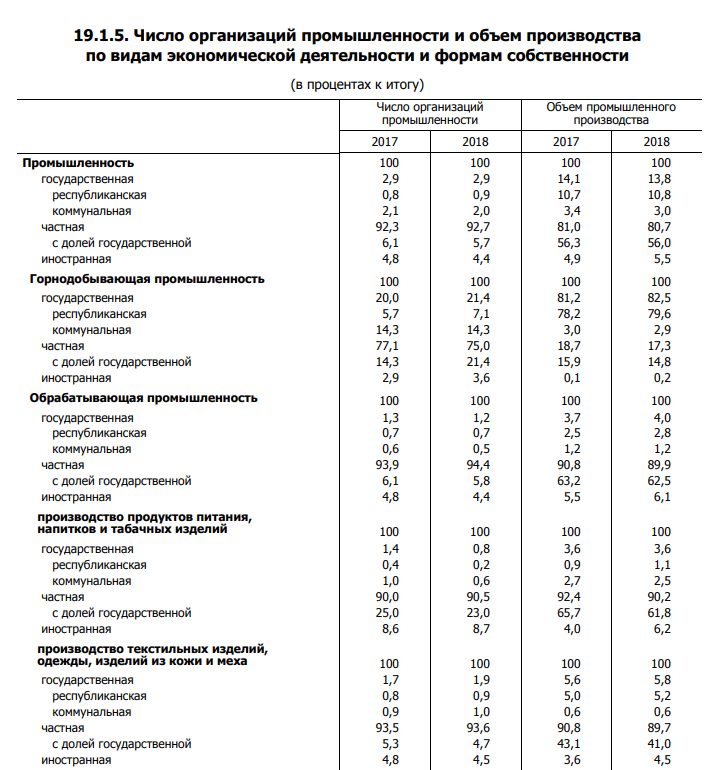 19.1.5. Число организаций промышленности и объем производства
по видам экономической деятельности и формам собственности
(в процентах к итогу)
Число организаций промышленности Объем промышленного производства
2017 2018 2017 2018
Промышленность 100 100 100 100
государственная 2,9 2,9 14,1 13,8
республиканская 0,8 0,9 10,7 10,8
коммунальная 2,1 2,0 3,4 3,0
частная 92,3 92,7 81,0 80,7
с долей государственной 6,1 5,7 56,3 56,0
иностранная 4,8 4,4 4,9 5,5
Горнодобывающая промышленность 100 100 100 100
государственная 20,0 21,4 81,2 82,5
республиканская 5,7 7,1 78,2 79,6
коммунальная 14,3 14,3 3,0 2,9
частная 77,1 75,0 18,7 17,3
с долей государственной 14,3 21,4 15,9 14,8
иностранная 2,9 3,6 0,1 0,2
Обрабатывающая промышленность 100 100 100 100
государственная 1,3 1,2 3,7 4,0
республиканская 0,7 0,7 2,5 2,8
коммунальная 0,6 0,5 1,2 1,2
частная 93,9 94,4 90,8 89,9
с долей государственной 6,1 5,8 63,2 62,5
иностранная 4,8 4,4 5,5 6,1
производство продуктов питания,
напитков и табачных изделий 100 100 100 100
государственная 1,4 0,8 3,6 3,6
республиканская 0,4 0,2 0,9 1,1
коммунальная 1,0 0,6 2,7 2,5
частная 90,0 90,5 92,4 90,2
с долей государственной 25,0 23,0 65,7 61,8
иностранная 8,6 8,7 4,0 6,2
производство текстильных изделий,
одежды, изделий из кожи и меха 100 100 100 100
государственная 1,7 1,9 5,6 5,8
республиканская 0,8 0,9 5,0 5,2
коммунальная 0,9 1,0 0,6 0,6
частная 93,5 93,6 90,8 89,7
с долей государственной 5,3 4,7 43,1 41,0
иностранная 4,8 4,5 3,6 4,5